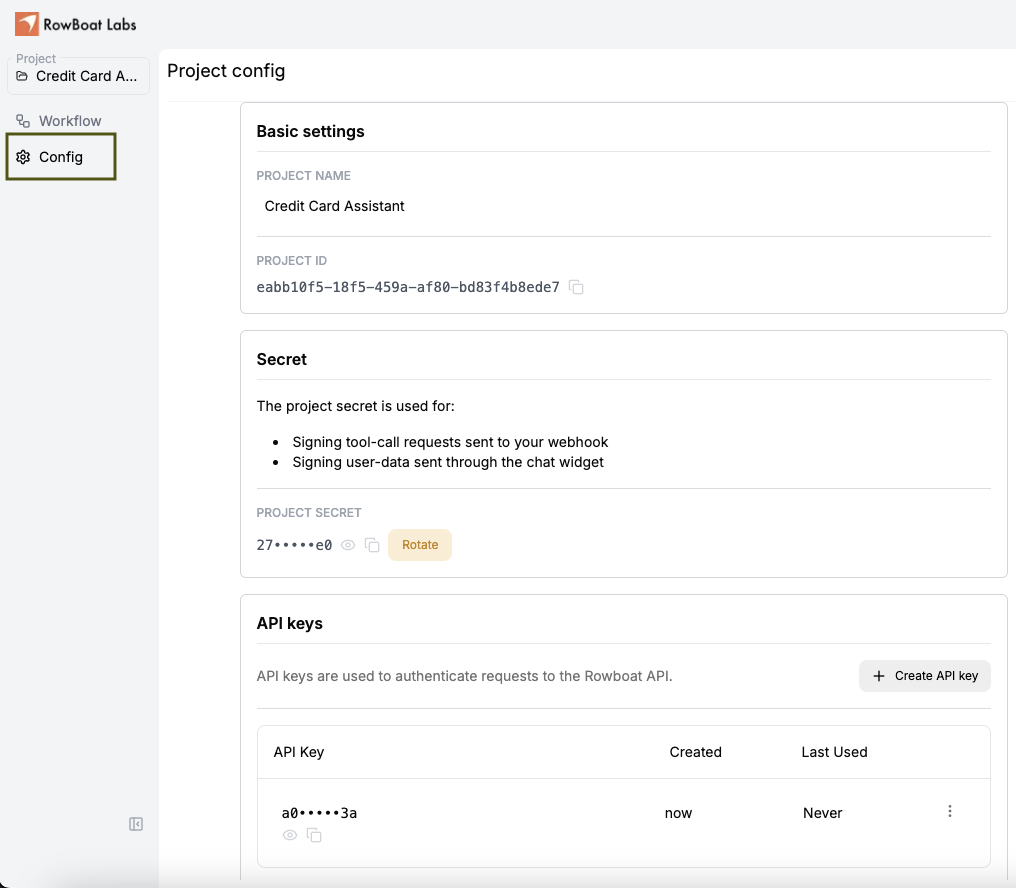 RowBoat Labs
Project
Credit Card A...
Workflow
Config
Project config
Basic settings
PROJECT NAME
Credit Card Assistant
PROJECT ID
eabb10f5-18f5-459a-af80-bd83f4b8ede7
Secret
The project secret is used for:
• Signing tool-call requests sent to your webhook
• Signing user-data sent through the chat widget
PROJECT SECRET
27•••••e0 Rotate
API keys
API keys are used to authenticate requests to the Rowboat API. + Create API key
API Key Created Last Used
a0•••••3a now Never